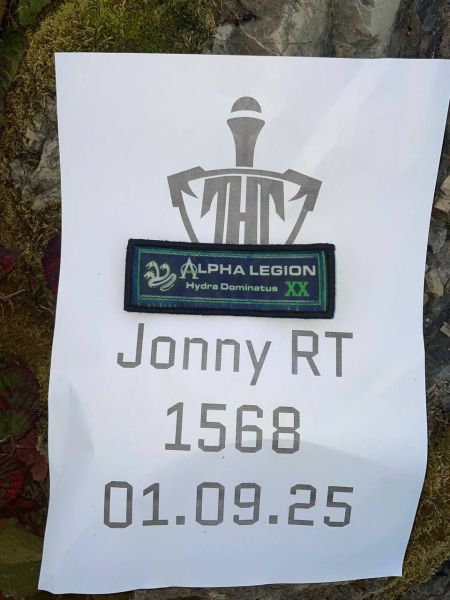 THT
ALPHA LEGION
Hydra Dominatus XX
Jonny RT
1568
01.09.25